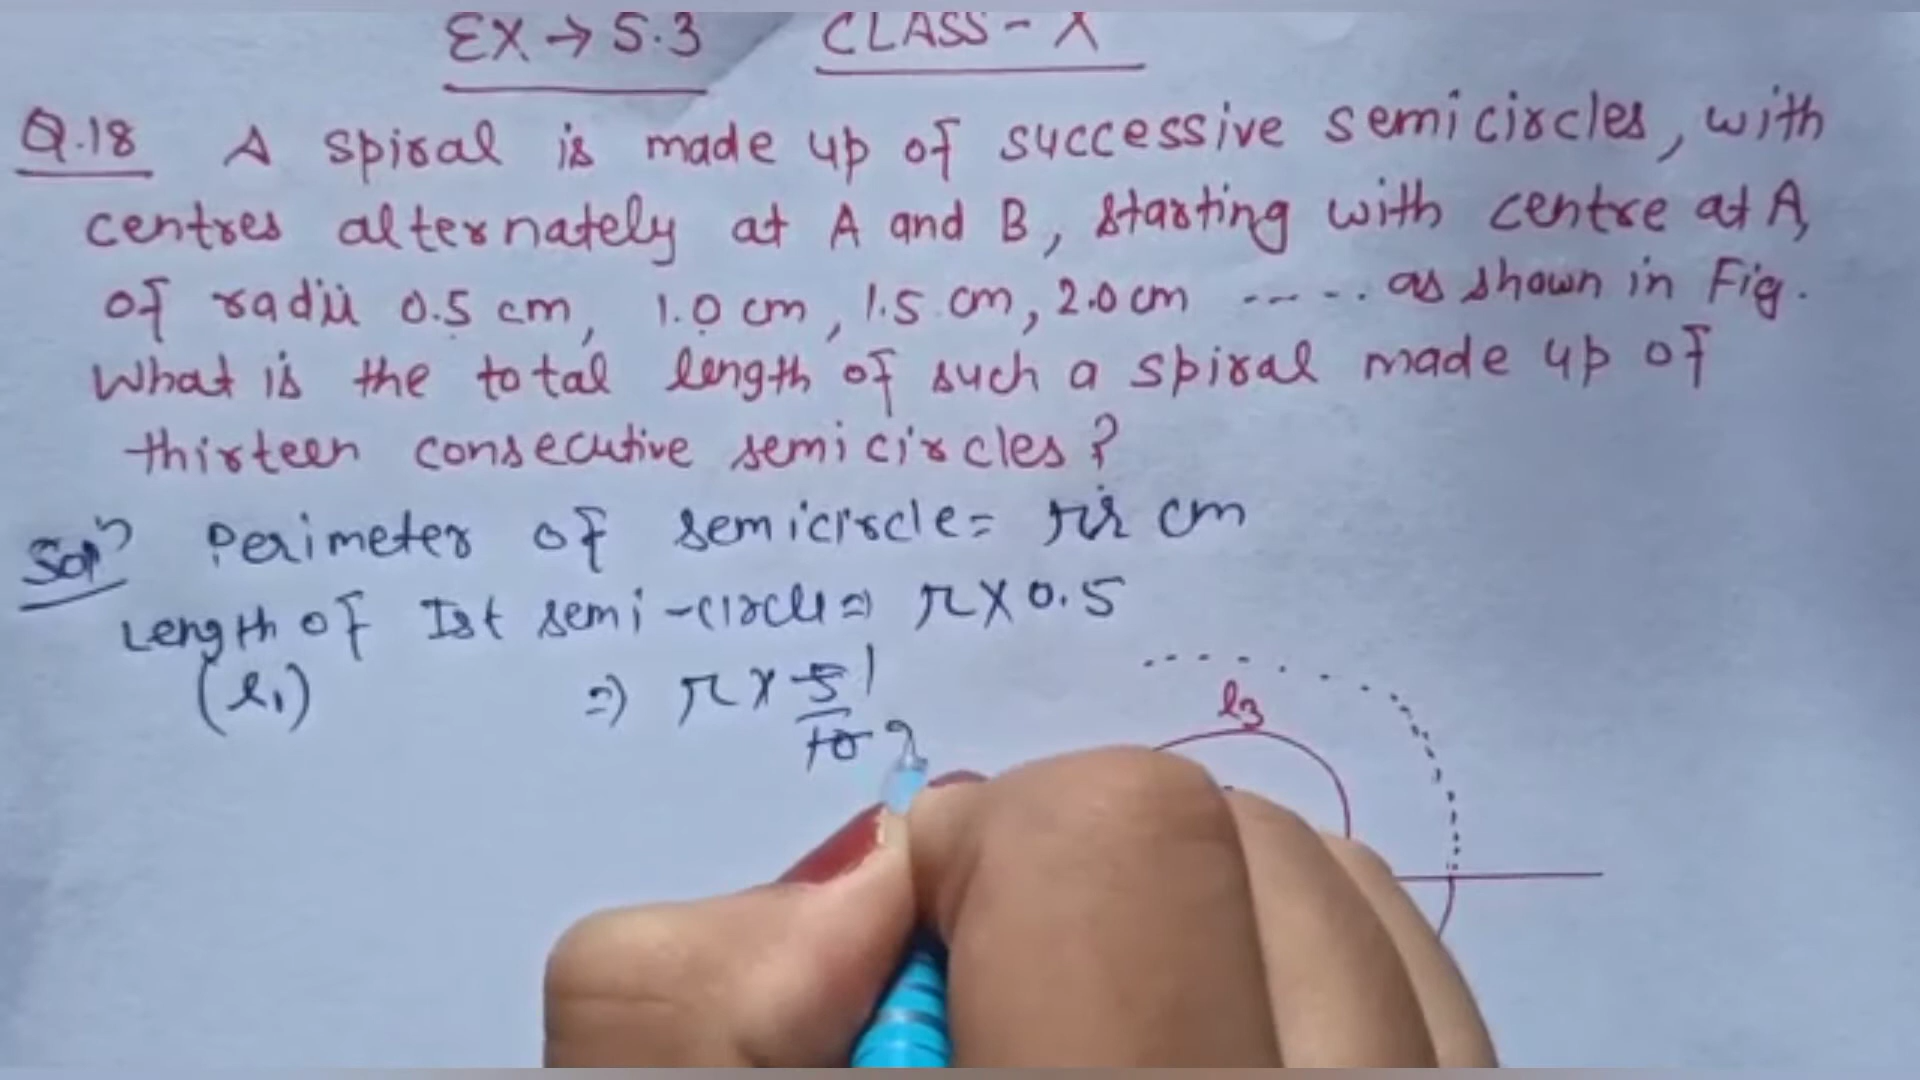 EX → 5.3 CLASS - X
Q.18 A spiral is made up of successive semicircles, with
centres alternately at A and B, starting with centre at A,
of radii 0.5 cm, 1.0 cm, 1.5 cm, 2.0 cm ----- as shown in Fig.
What is the total length of such a spiral made up of
thirteen consecutive semicircles?
Solⁿ Perimeter of semicircle = πr cm
Length of Ist semi-circle ⇒ π × 0.5
(l₁) ⇒ π × 5/10 1 2
l₃